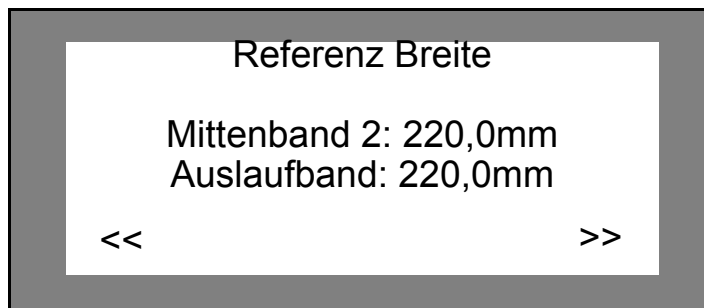 Referenz Breite
Mittenband 2: 220,0mm
Auslaufband: 220,0mm
<< >>